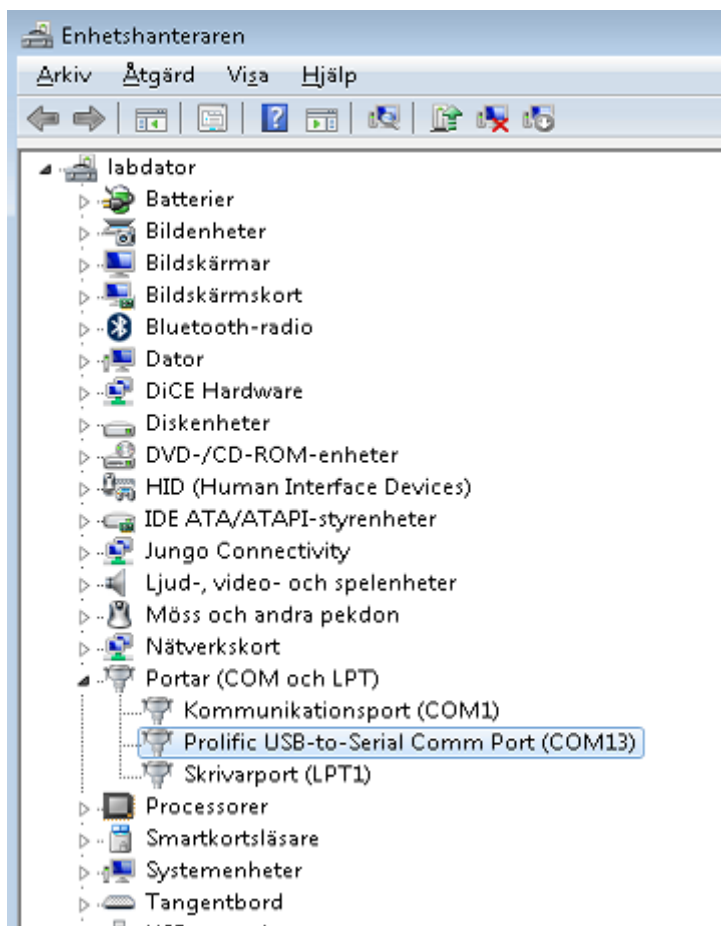 Enhetshanteraren
Arkiv Åtgärd Visa Hjälp
labdator
Batterier
Bildenheter
Bildskärmar
Bildskärmskort
Bluetooth-radio
Dator
DiCE Hardware
Diskenheter
DVD-/CD-ROM-enheter
HID (Human Interface Devices)
IDE ATA/ATAPI-styrenheter
Jungo Connectivity
Ljud-, video- och spelenheter
Möss och andra pekdon
Nätverkskort
Portar (COM och LPT)
Kommunikationsport (COM1)
Prolific USB-to-Serial Comm Port (COM13)
Skrivarport (LPT1)
Processorer
Smartkortsläsare
Systemenheter
Tangentbord